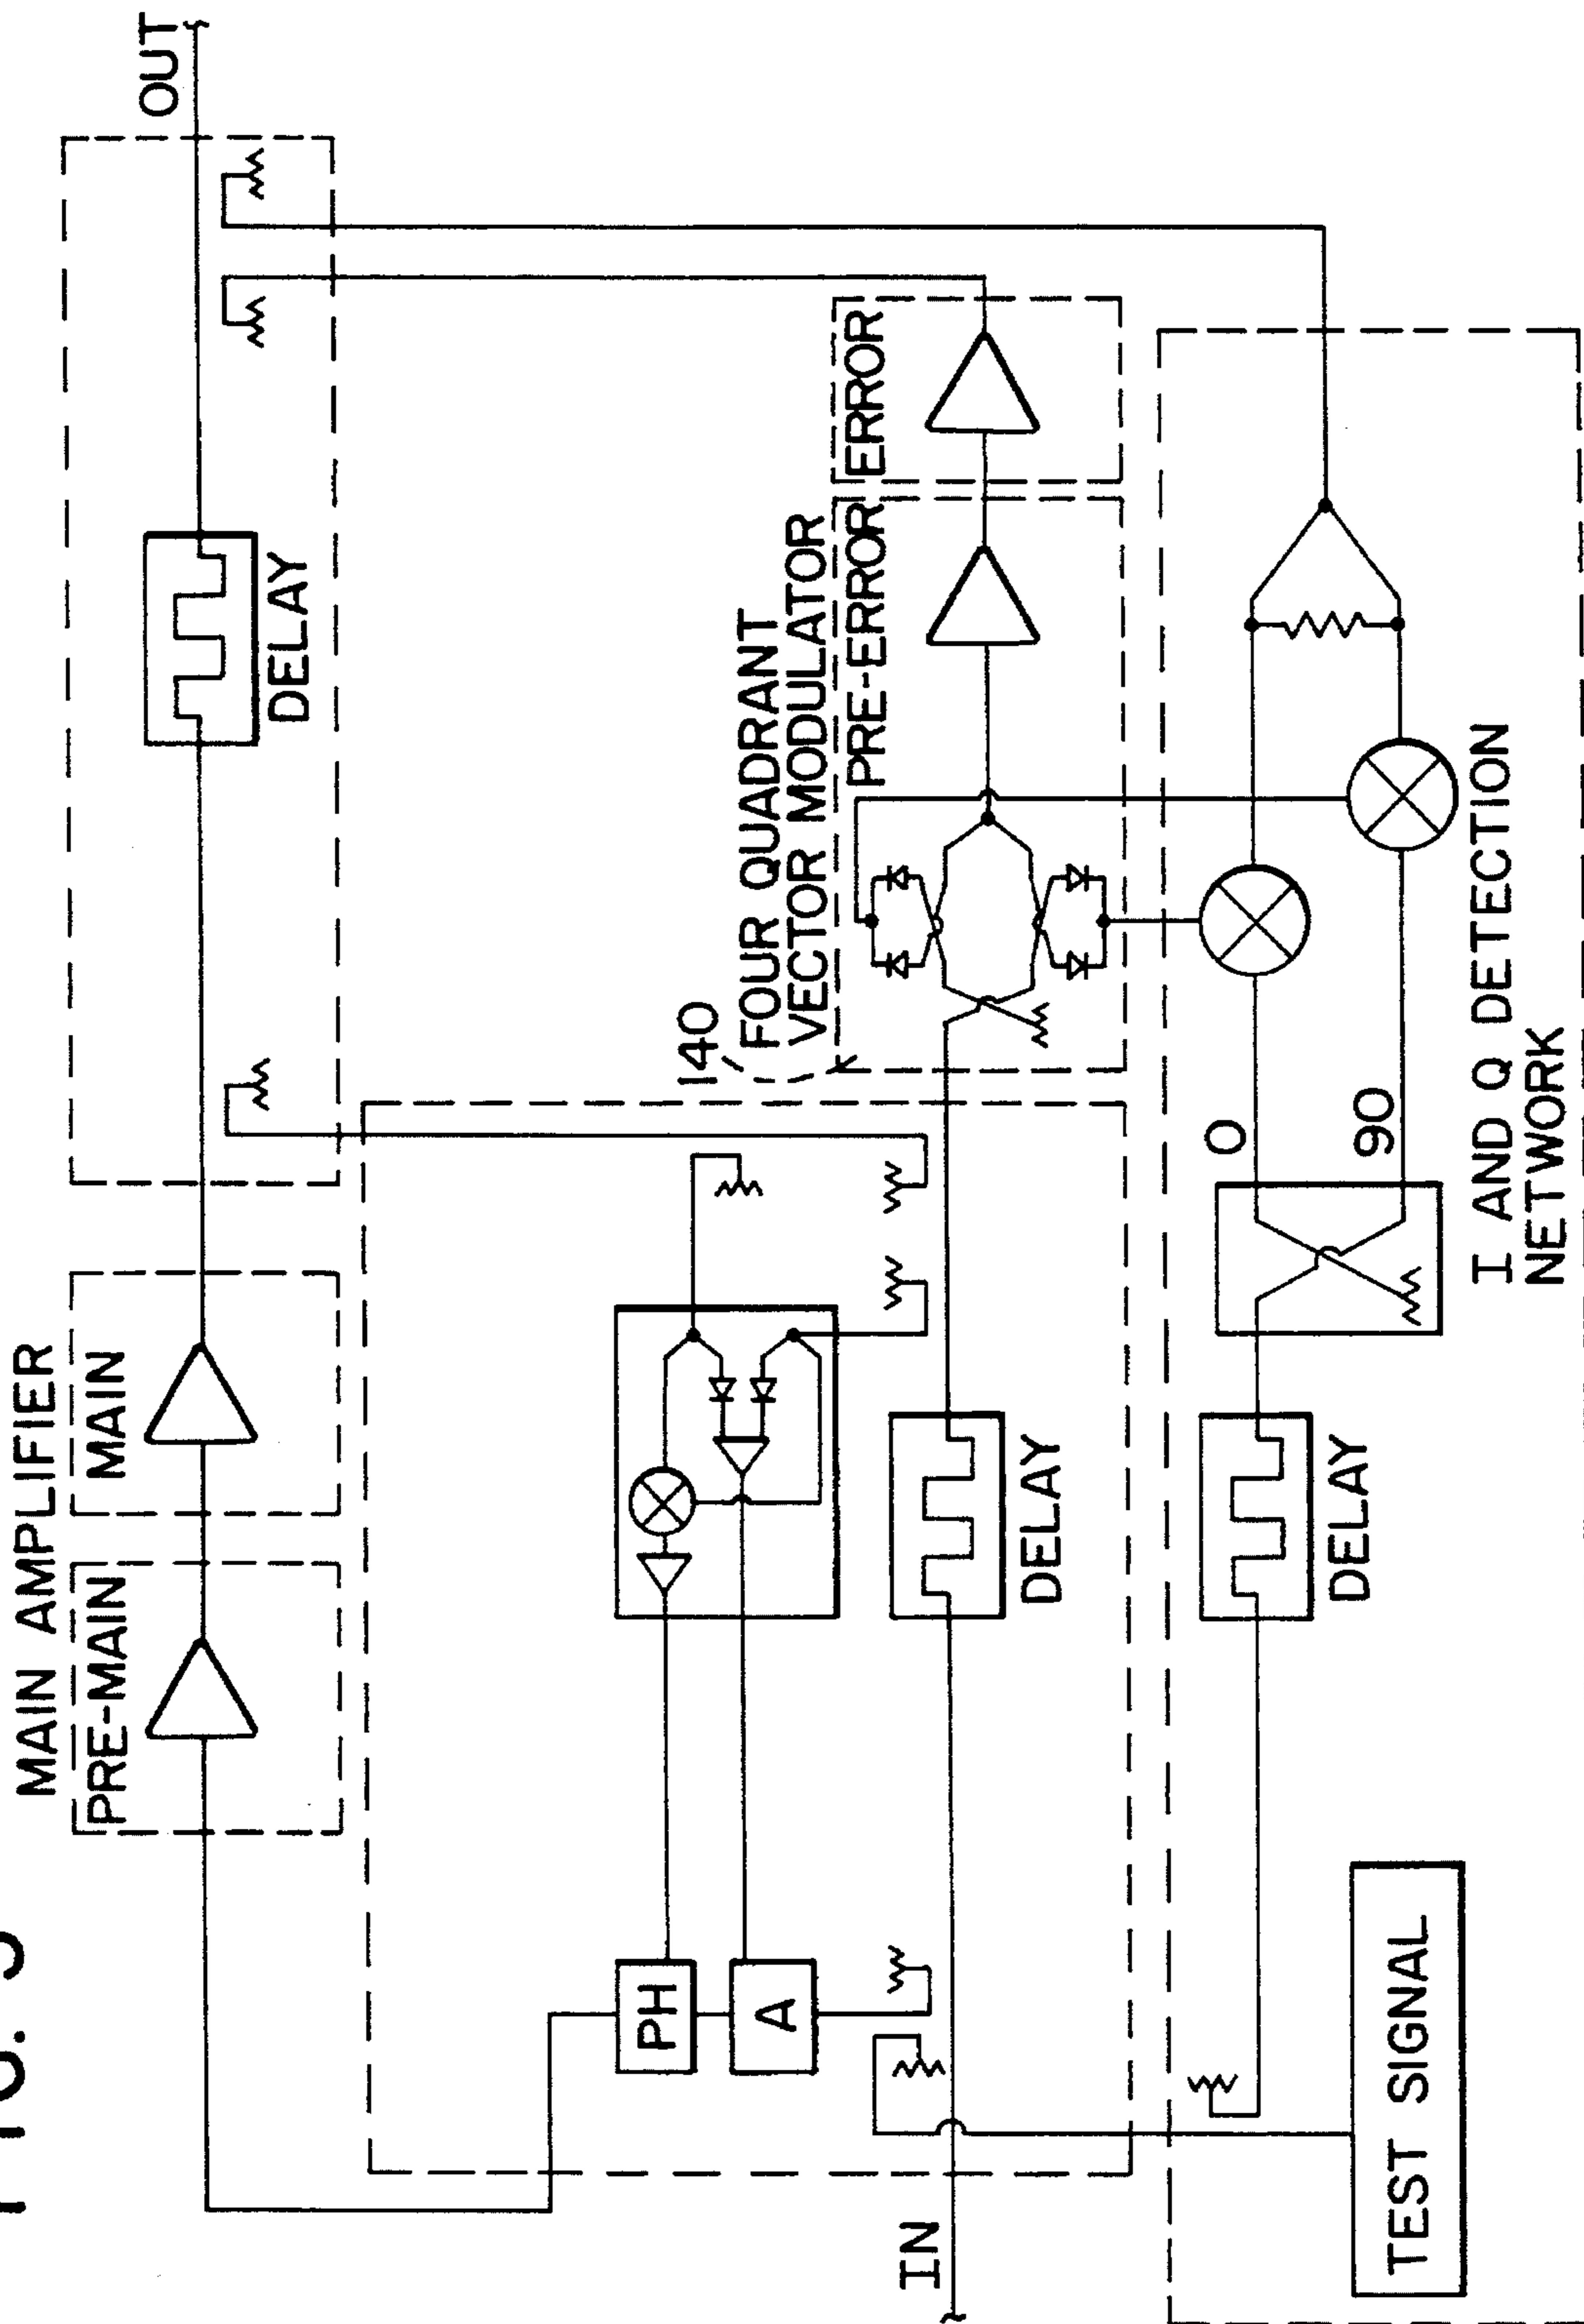 FIG.
MAIN AMPLIFIER
PRE-MAIN
MAIN
OUT
DELAY
140
FOUR QUADRANT
VECTOR MODULATOR
PH
A
PRE-ERROR
ERROR
IN
DELAY
0
90
DELAY
TEST SIGNAL
I AND Q DETECTION
NETWORK